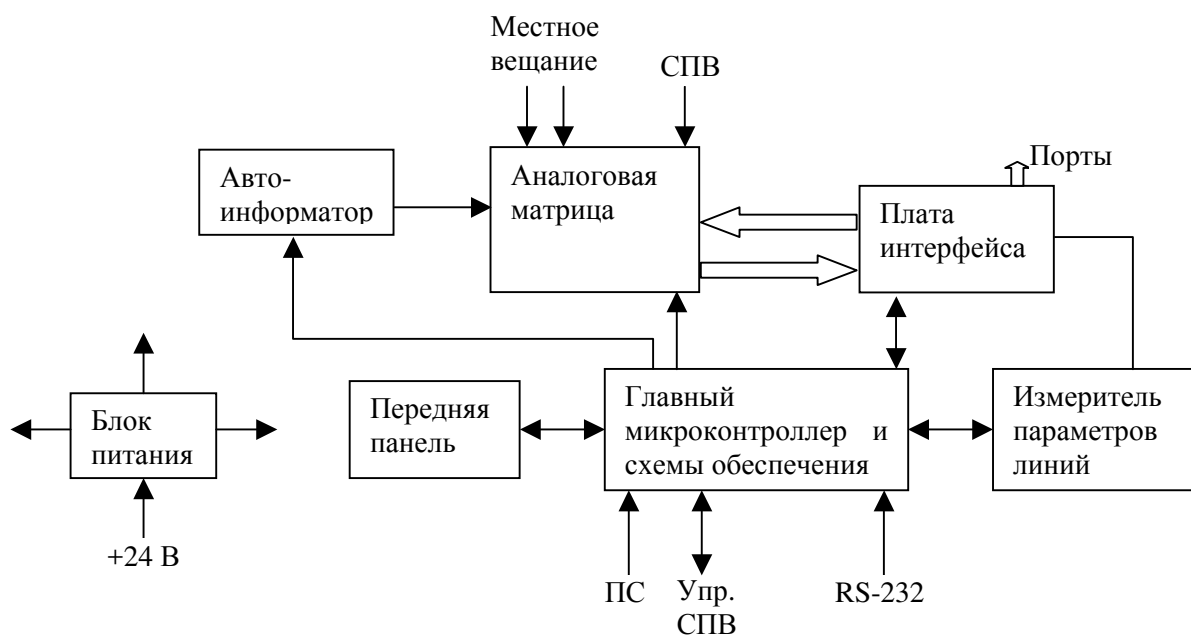 Местное
вещание
СПВ
Порты
Авто-
информатор
Аналоговая
матрица
Плата
интерфейса
Блок
питания
Передняя
панель
Главный
микроконтроллер и
схемы обеспечения
Измеритель
параметров
линий
+24 В
ПС
Упр.
СПВ
RS-232